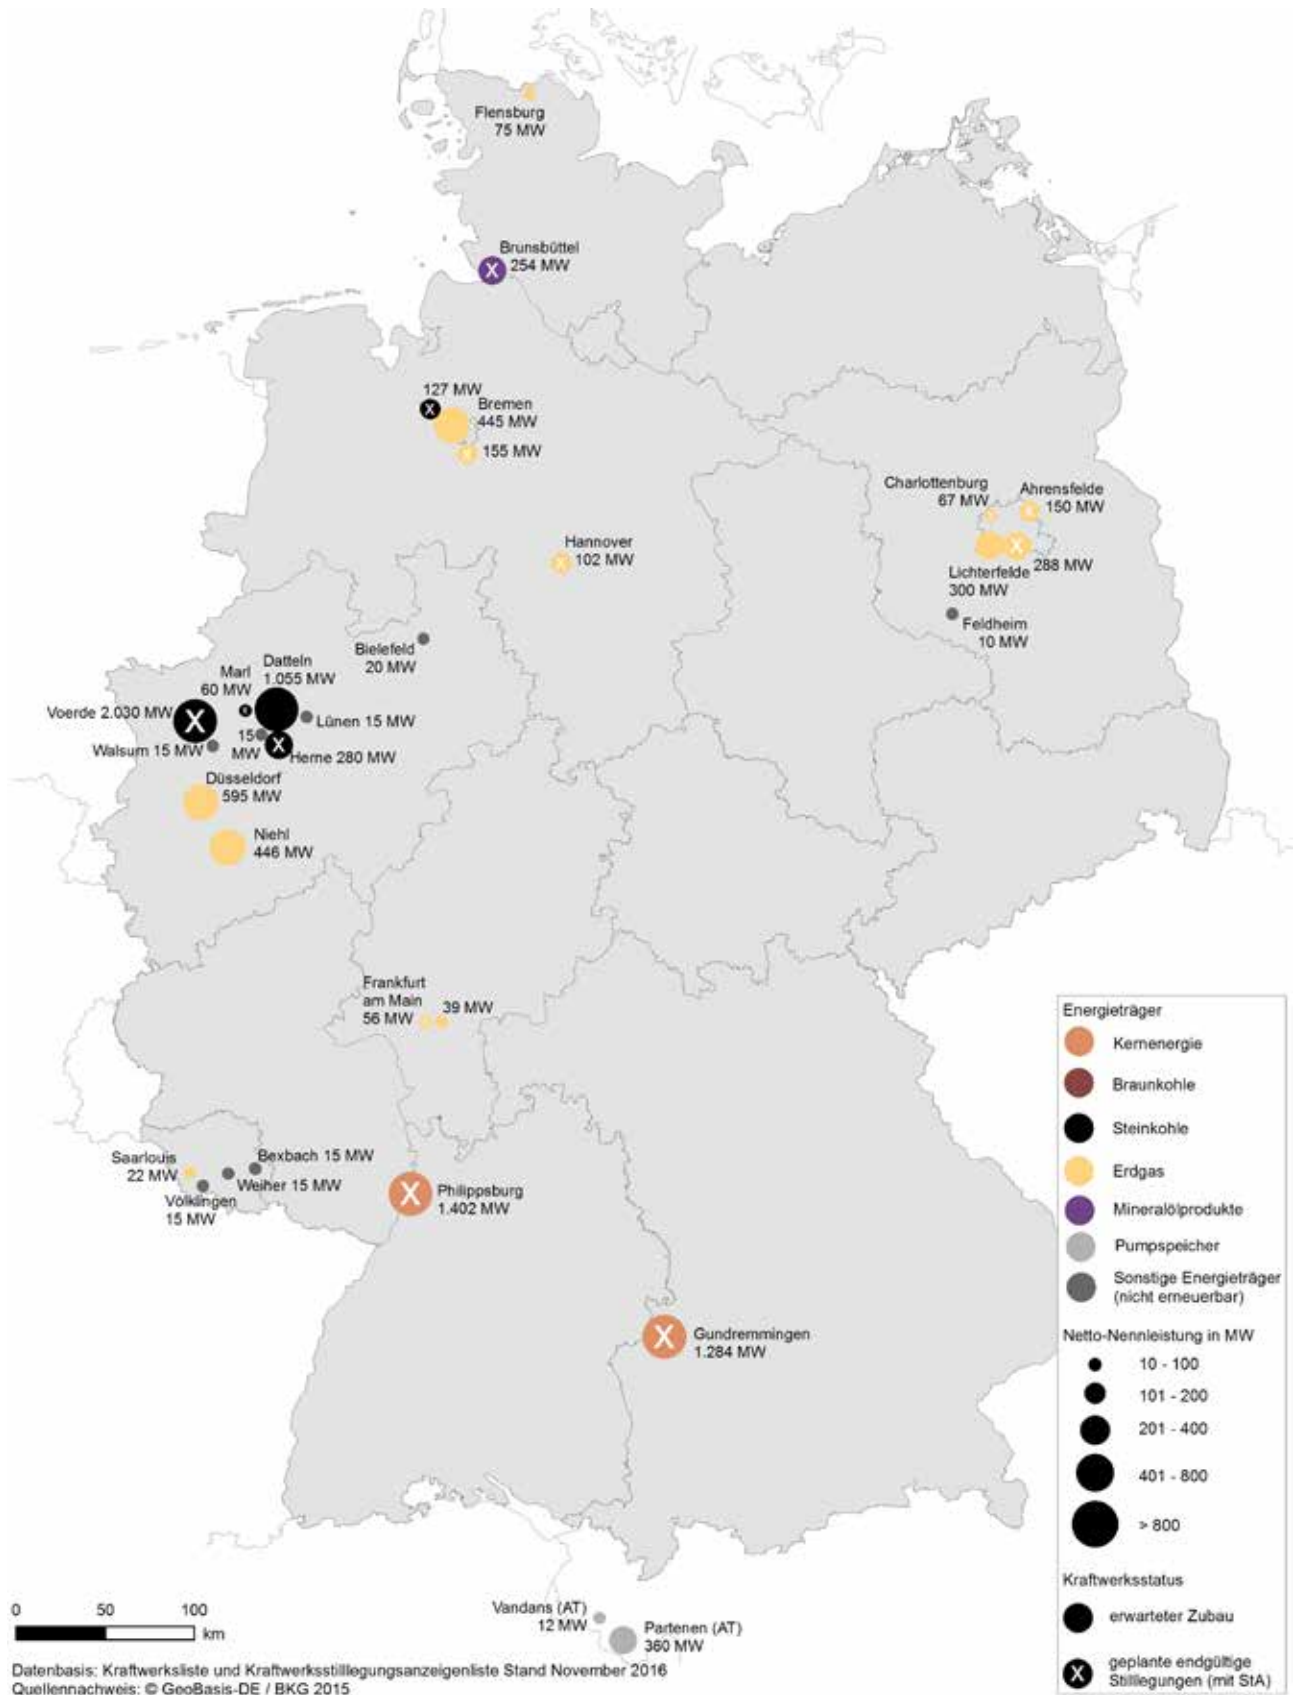 Flensburg
75 MW
Brunsbüttel
254 MW
X
127 MW
X
Bremen
445 MW
X
155 MW
Charlottenburg
67 MW
X
Ahrensfelde
150 MW
X
Hannover
102 MW
X
X
288 MW
Lichterfelde
300 MW
Feldheim
10 MW
Bielefeld
20 MW
Datteln
1.055 MW
Marl
60 MW
Voerde 2.030 MW
X
Lünen 15 MW
15
MW
Walsum 15 MW
X
Herne 280 MW
Düsseldorf
595 MW
Niehl
446 MW
Frankfurt
am Main
56 MW
39 MW
Saarlouis
22 MW
Bexbach 15 MW
Weiher 15 MW
Völklingen
15 MW
X
Philippsburg
1.402 MW
X
Gundremmingen
1.284 MW
Vandans (AT)
12 MW
Partenen (AT)
360 MW
Energieträger
Kernenergie
Braunkohle
Steinkohle
Erdgas
Mineralölprodukte
Pumpspeicher
Sonstige Energieträger
(nicht erneuerbar)
Netto-Nennleistung in MW
10 - 100
101 - 200
201 - 400
401 - 800
> 800
Kraftwerksstatus
erwarteter Zubau
X
geplante endgültige
Stilllegungen (mit StA)
0 50 100
km
Datenbasis: Kraftwerksliste und Kraftwerksstilllegungsanzeigenliste Stand November 2016
Quellennachweis: © GeoBasis-DE / BKG 2015